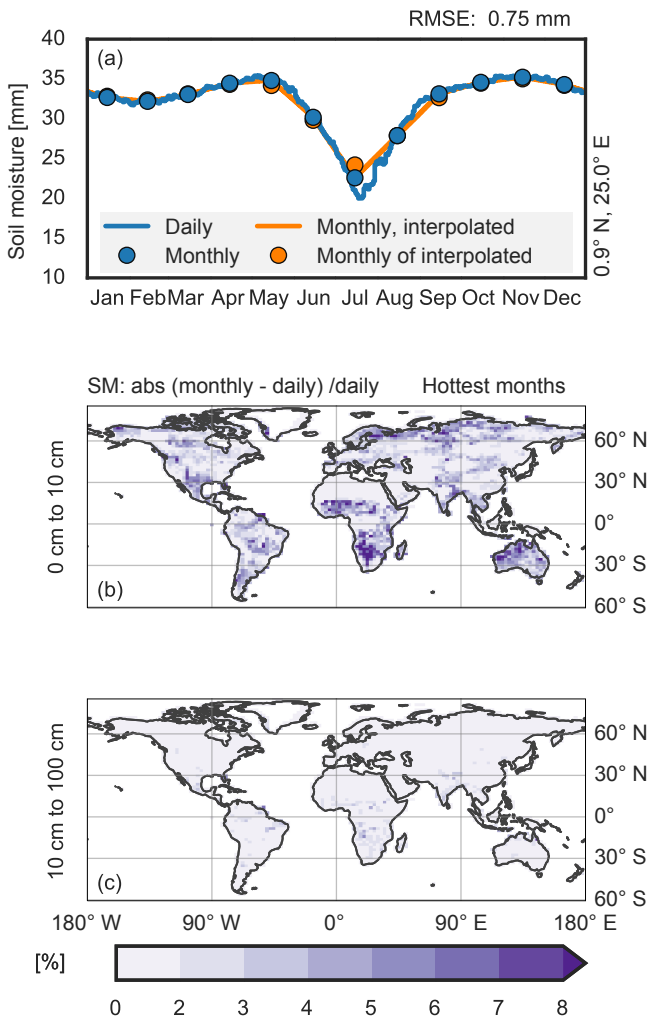 RMSE: 0.75 mm
40
(a)
35
30
25
20
15
10
Soil moisture [mm]
0.9° N, 25.0° E
Daily
Monthly, interpolated
Monthly
Monthly of interpolated
Jan Feb Mar Apr May Jun Jul Aug Sep Oct Nov Dec
SM: abs (monthly - daily) /daily Hottest months
0 cm to 10 cm
60° N
30° N
0°
30° S
60° S
(b)
10 cm to 100 cm
60° N
30° N
0°
30° S
60° S
(c)
180° W 90° W 0° 90° E 180° E
[%]
0 2 3 4 5 6 7 8